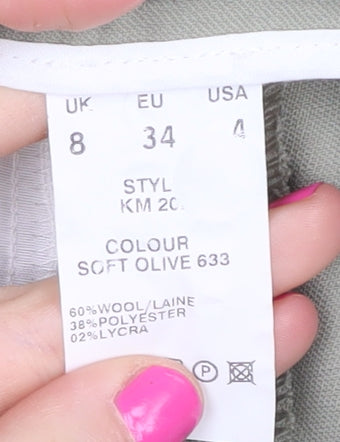 UK EU USA
8 34 4
STYL
KM 20
COLOUR
SOFT OLIVE 633
60%WOOL/LAINE
38%POLYESTER
02%LYCRA
P